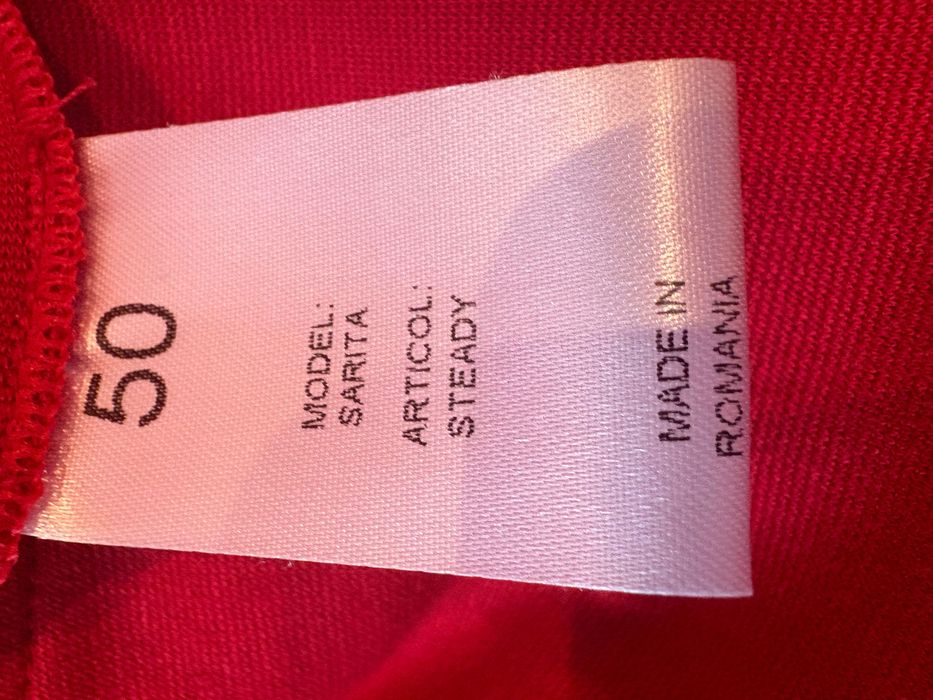 50
MODEL:
SARITA
ARTICOL:
STEADY
MADE IN
ROMANIA